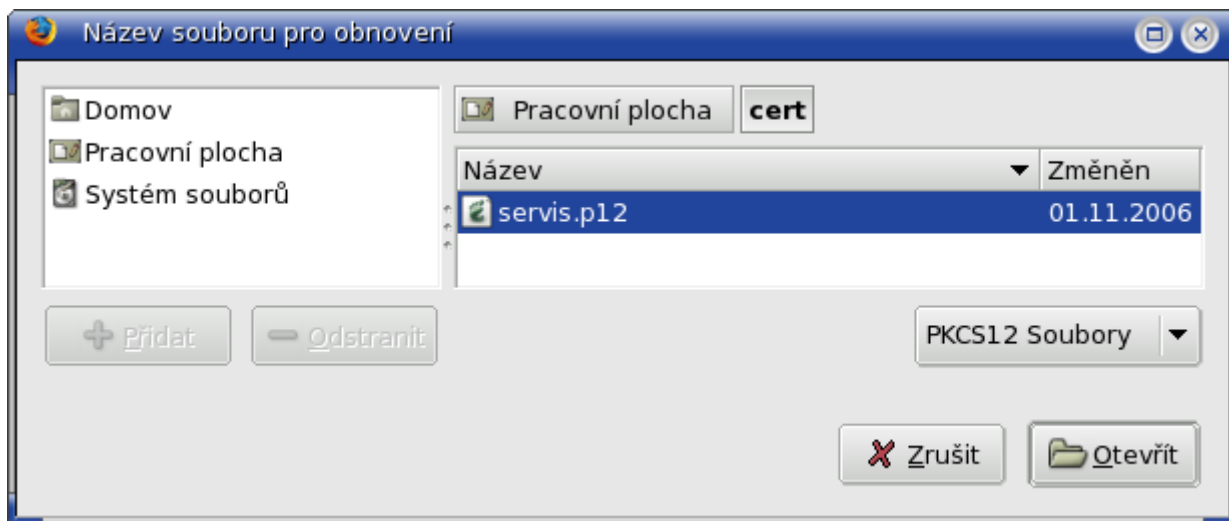 Název souboru pro obnovení
Domov
Pracovní plocha
Systém souborů
Pracovní plocha
cert
Název
Změněn
servis.p12
01.11.2006
Přidat
Odstranit
PKCS12 Soubory
Zrušit
Otevřít